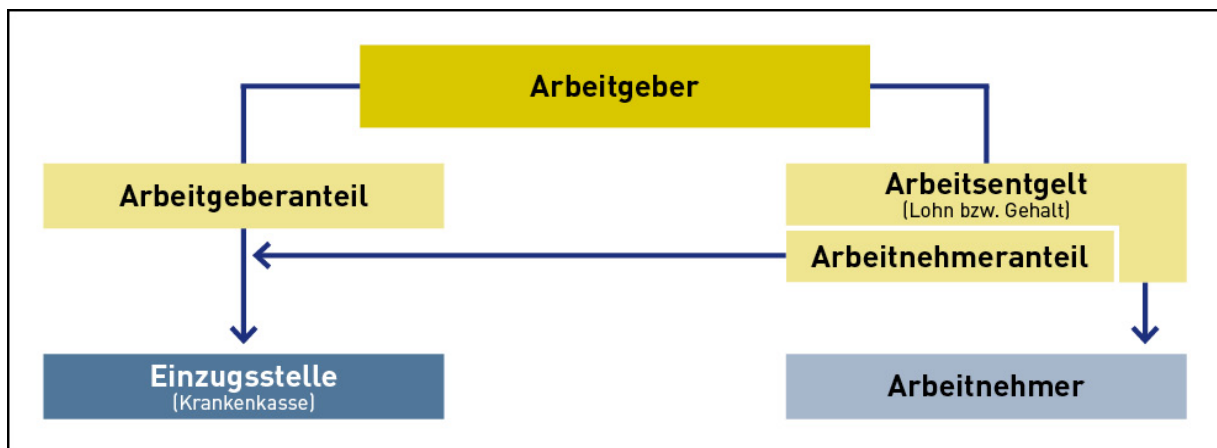 Arbeitgeber
Arbeitgeberanteil
Arbeitsentgelt
(Lohn bzw. Gehalt)
Arbeitnehmeranteil
Einzugsstelle
(Krankenkasse)
Arbeitnehmer